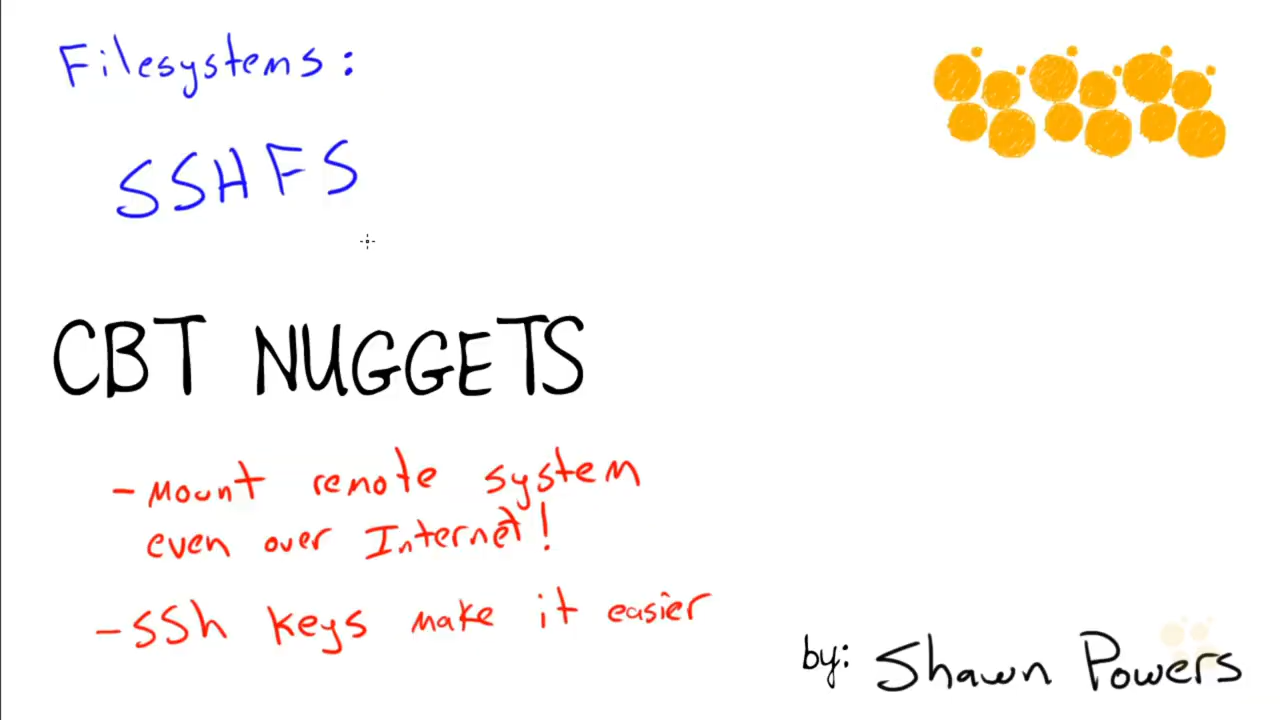 Filesystems:
SSHFS
CBT NUGGETS
- Mount remote system
even over Internet!
- SSh keys make it easier
by: Shawn Powers